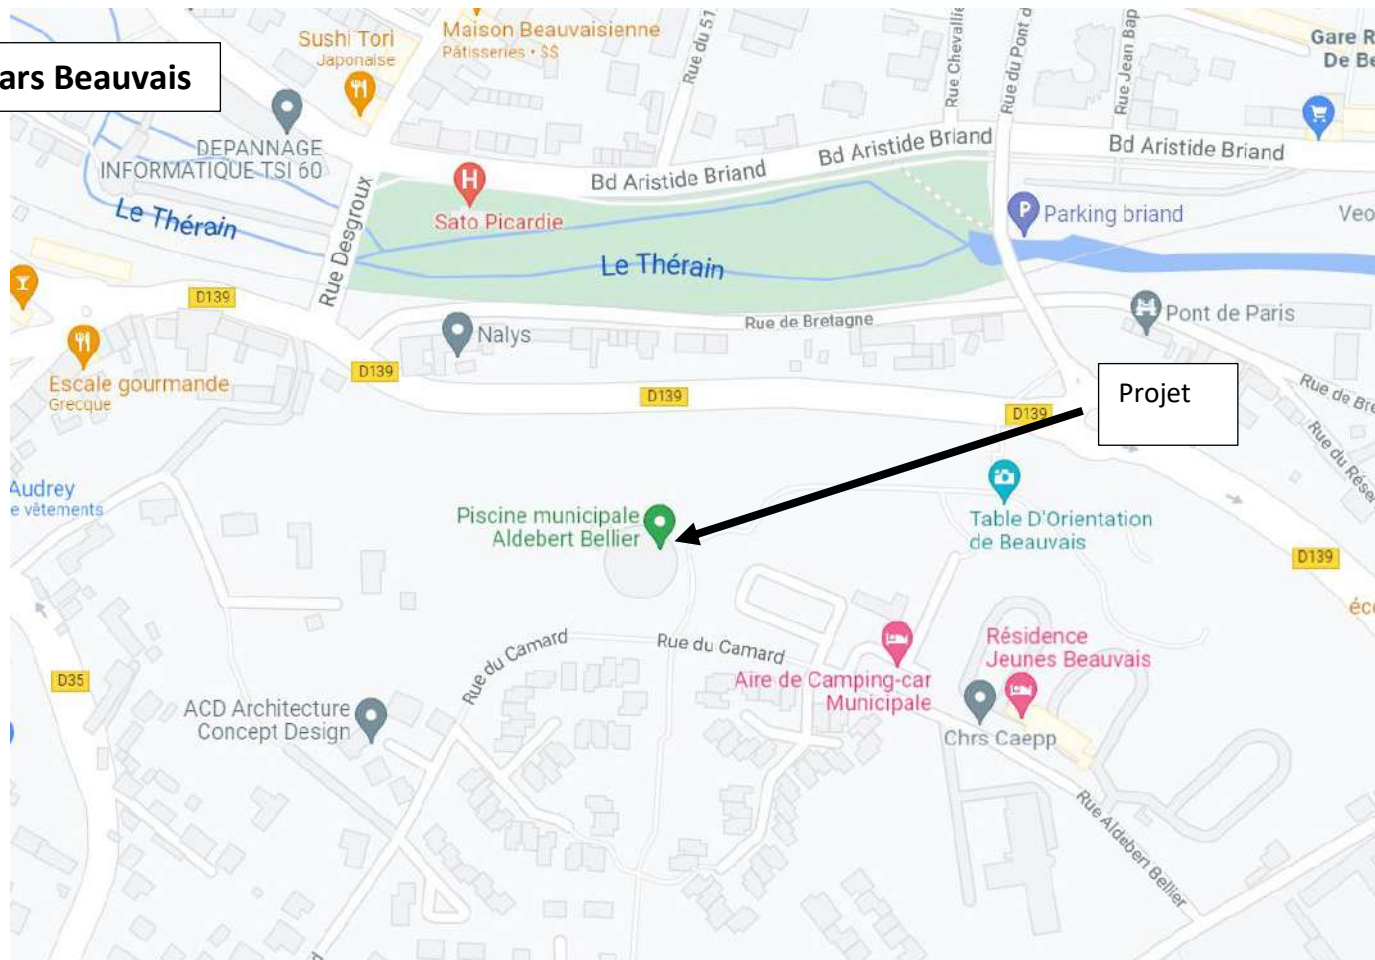 ars Beauvais
Sushi Tori
Japonaise
Maison Beauvaisienne
Pâtisseries • $$
Rue du 51
Rue Chevallie
Rue du Pont d
Rue Jean Bap
Gare R
De Be
DEPANNAGE
INFORMATIQUE TSI 60
Bd Aristide Briand
Bd Aristide Briand
Bd Aristide Briand
Sato Picardie
Parking briand
Veo
Le Thérain
Rue Desgroux
Le Thérain
D139
Nalys
Rue de Bretagne
Pont de Paris
Escale gourmande
Grecque
D139
D139
D139
Projet
Rue de Bre
Rue du Rése
Audrey
e vêtements
Piscine municipale
Aldebert Bellier
Table D'Orientation
de Beauvais
D139
éco
Rue du Camard
Rue du Camard
Résidence
Jeunes Beauvais
Aire de Camping-car
Municipale
D35
ACD Architecture
Concept Design
Chrs Caepp
Rue Aldebert Bellier